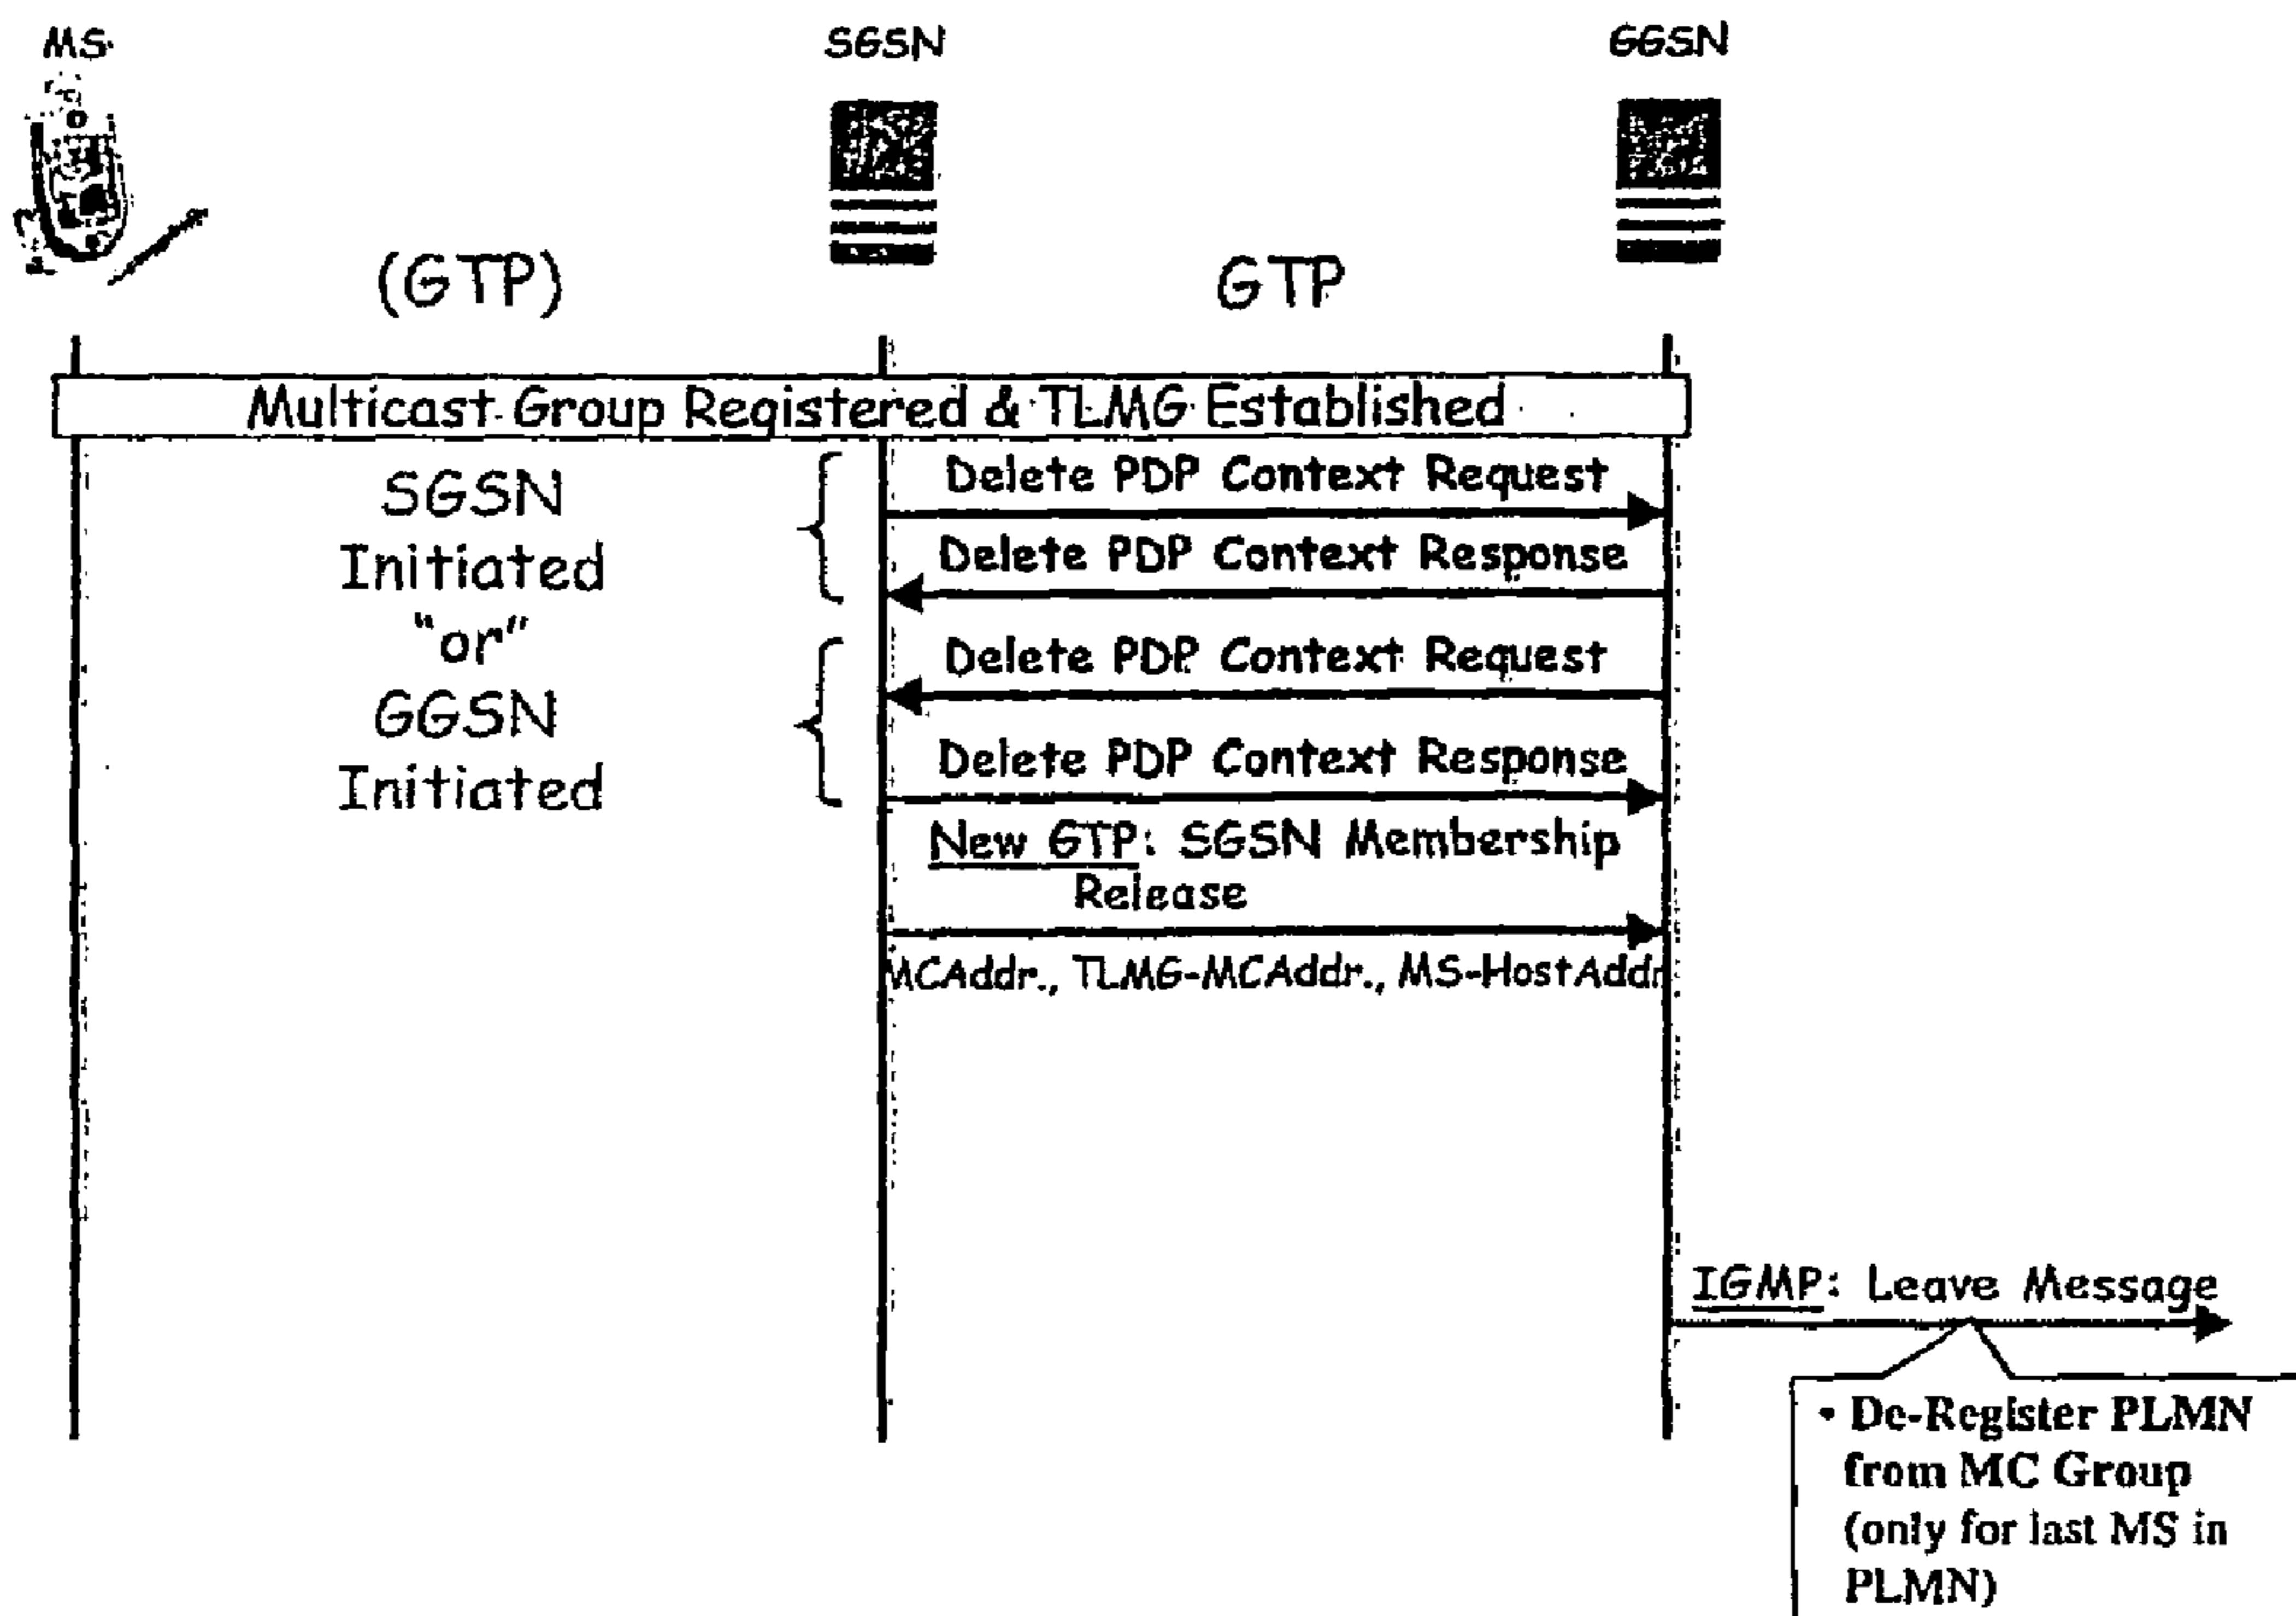 MS
SGSN
GGSN
(GTP)
GTP
Multicast Group Registered & TLMG Established
SGSN
Initiated
"or"
GGSN
Initiated
Delete PDP Context Request
Delete PDP Context Response
Delete PDP Context Request
Delete PDP Context Response
New GTP: SGSN Membership
Release
MCAddr., TLMG-MCAddr., MS-HostAddr.
IGMP: Leave Message
• De-Register PLMN
from MC Group
(only for last MS in
PLMN)